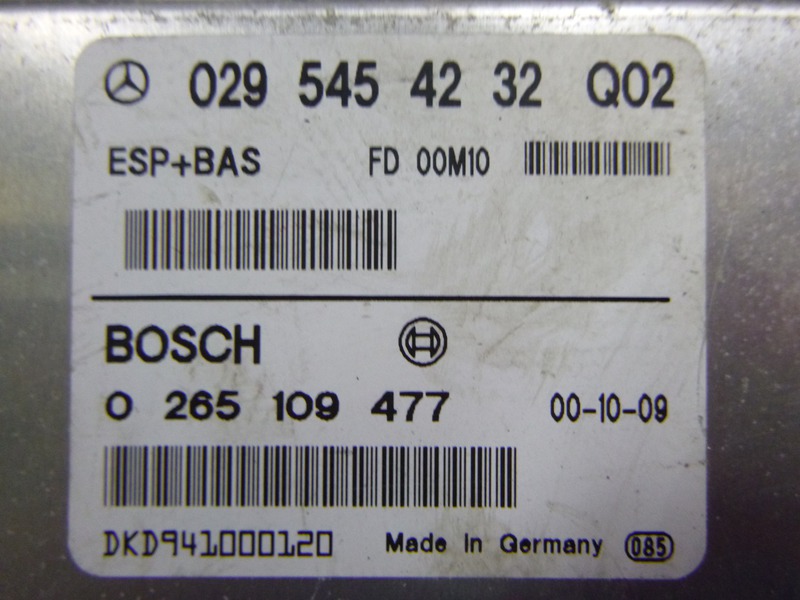 029 545 42 32 Q02
ESP+BAS FD 00M10
BOSCH
0 265 109 477 00-10-09
DKD941000120 Made In Germany 085